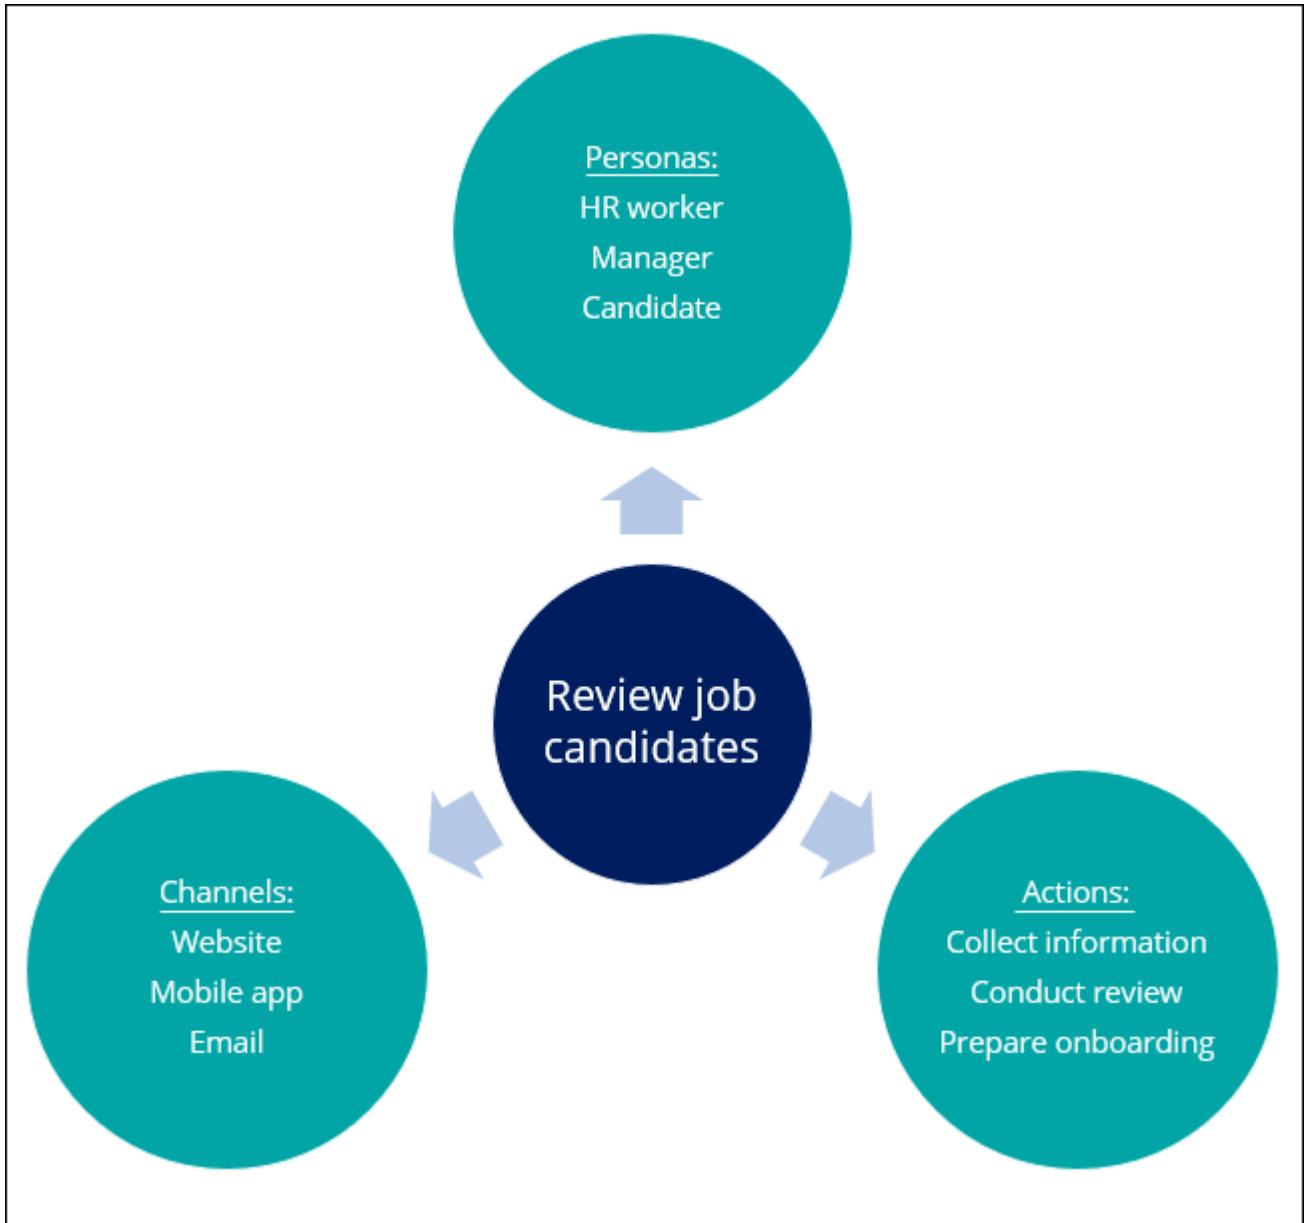 Personas:
HR worker
Manager
Candidate
Review job
candidates
Channels:
Website
Mobile app
Email
Actions:
Collect information
Conduct review
Prepare onboarding